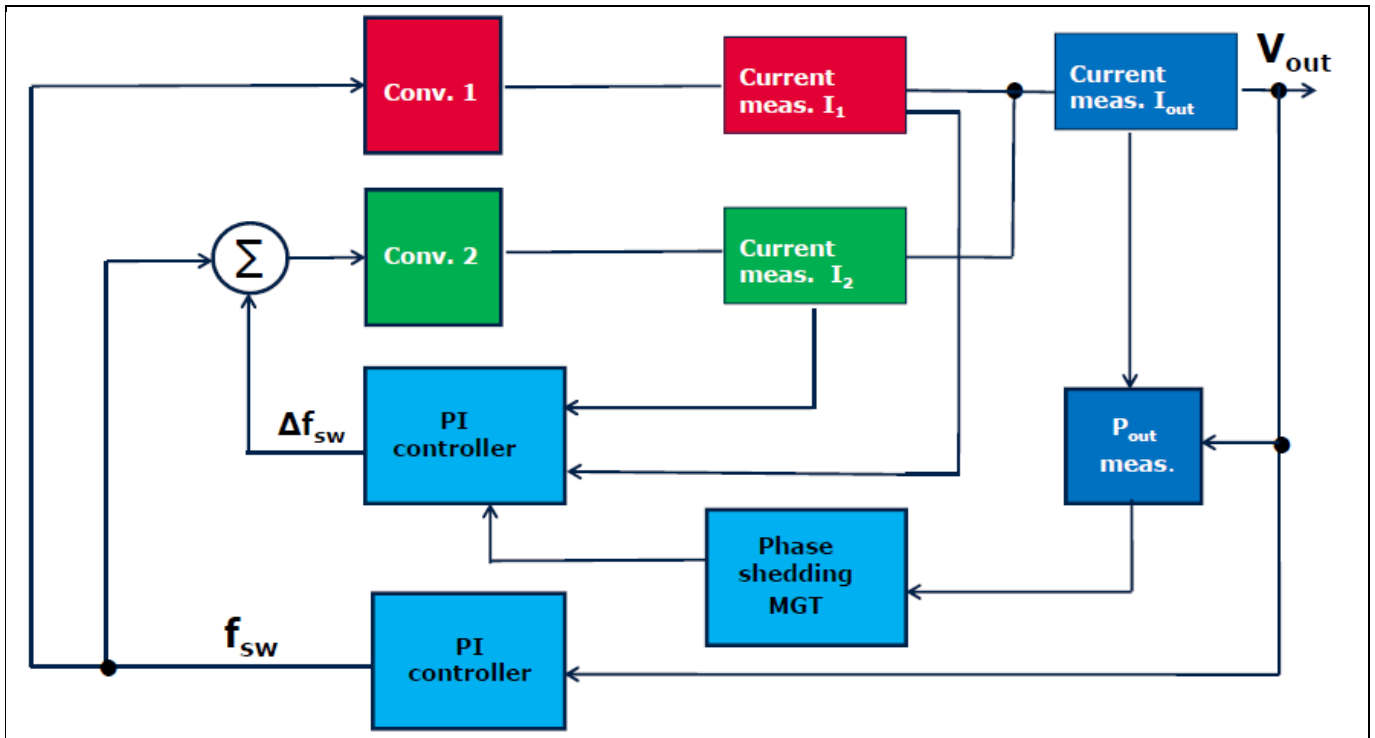 Conv. 1
Current
meas. I₁
Current
meas. Iₒᵤₜ
Vₒᵤₜ
Σ
Conv. 2
Current
meas. I₂
Δfsw
PI
controller
Pₒᵤₜ
meas.
Phase
shedding
MGT
fsw
PI
controller